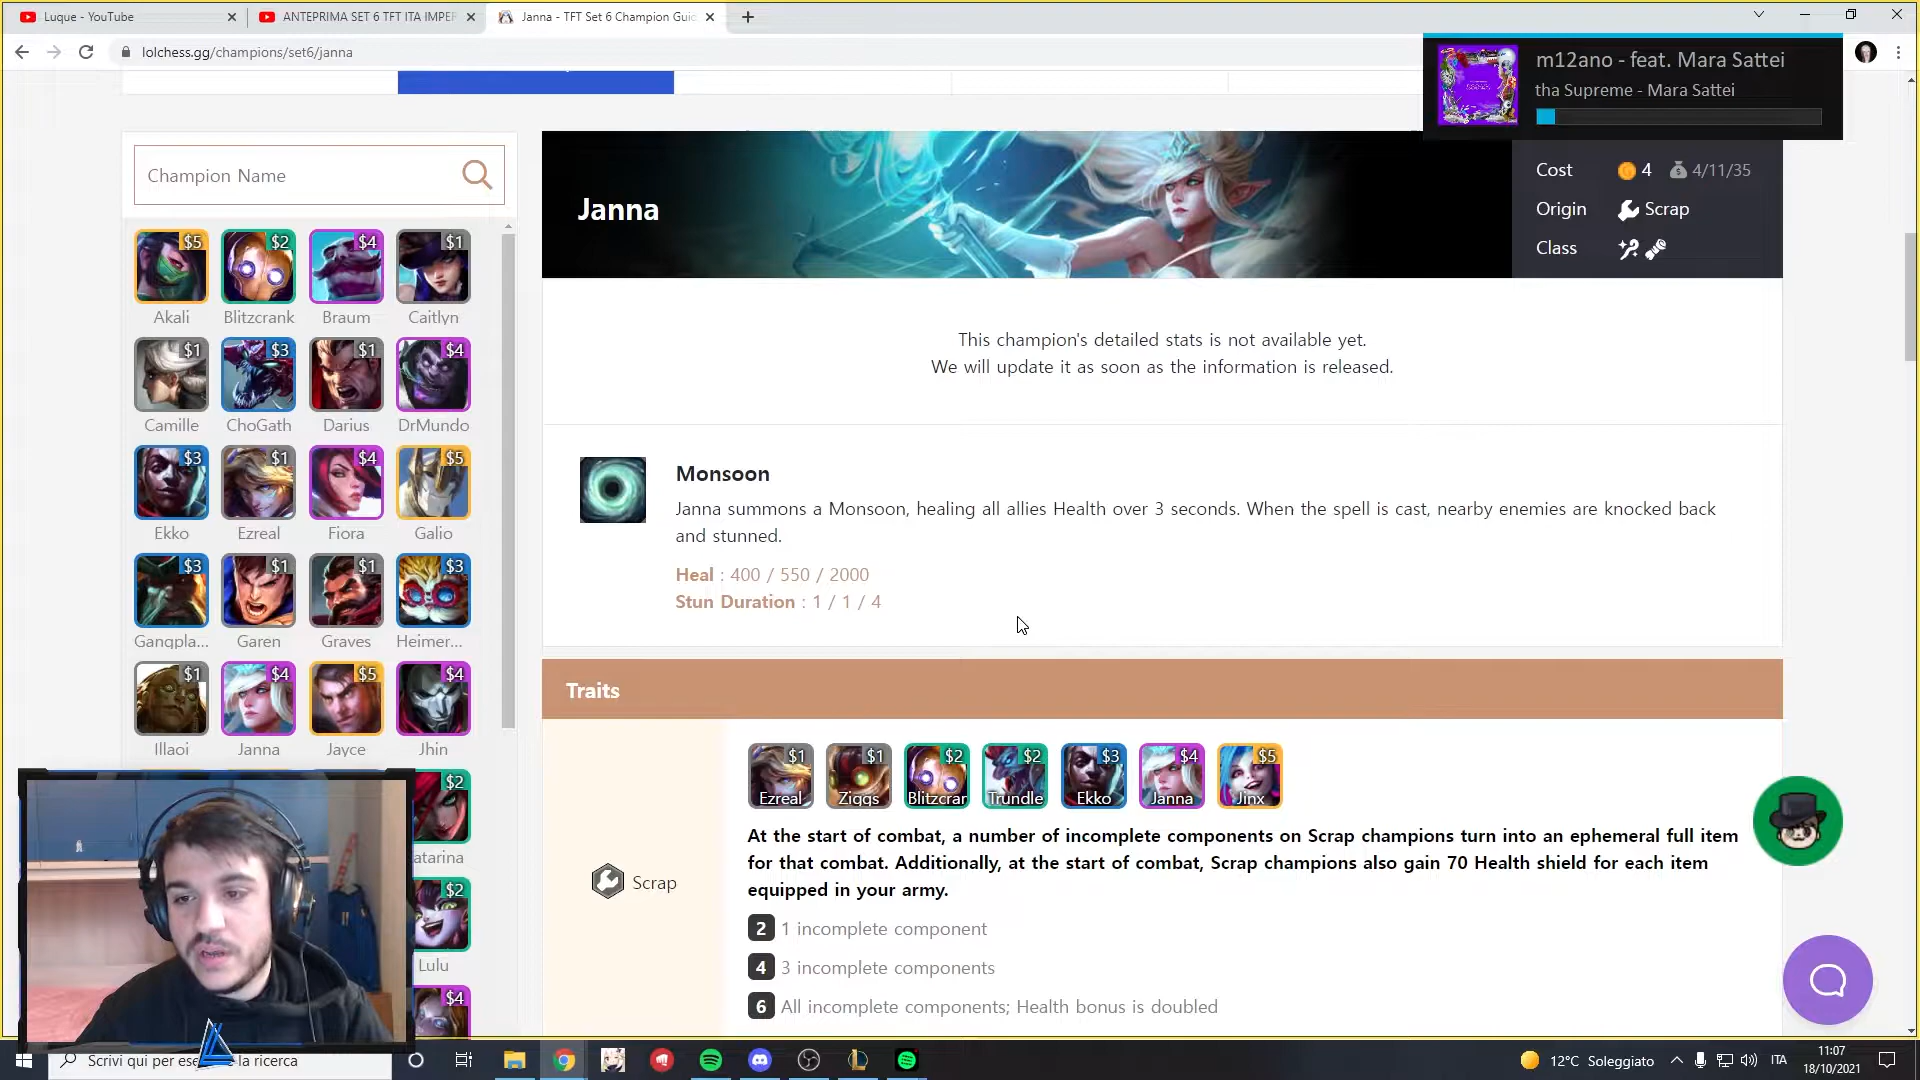 Luque - YouTube
ANTEPRIMA SET 6 TFT ITA IMPER
Janna - TFT Set 6 Champion Guid
lolchess.gg/champions/set6/janna
m12ano - feat. Mara Sattei
tha Supreme - Mara Sattei
Champion Name
Janna
Cost 4 4/11/35
Origin Scrap
Class
$5 $2 $4 $1
Akali Blitzcrank Braum Caitlyn
$1 $3 $1 $4
Camille ChoGath Darius DrMundo
$3 $1 $4 $5
Ekko Ezreal Fiora Galio
$3 $1 $1 $3
Gangpla... Garen Graves Heimer...
$1 $4 $5 $4
Illaoi Janna Jayce Jhin
$2
atarina
$2
Lulu
$4
This champion's detailed stats is not available yet.
We will update it as soon as the information is released.
Monsoon
Janna summons a Monsoon, healing all allies Health over 3 seconds. When the spell is cast, nearby enemies are knocked back
and stunned.
Heal : 400 / 550 / 2000
Stun Duration : 1 / 1 / 4
Traits
Scrap
$1 $1 $2 $2 $3 $4 $5
Ezreal Ziggs Blitzcrar Trundle Ekko Janna Jinx
At the start of combat, a number of incomplete components on Scrap champions turn into an ephemeral full item
for that combat. Additionally, at the start of combat, Scrap champions also gain 70 Health shield for each item
equipped in your army.
2 1 incomplete component
4 3 incomplete components
6 All incomplete components; Health bonus is doubled
Scrivi qui per ese e la ricerca
12°C Soleggiato
ITA
11:07
18/10/2021